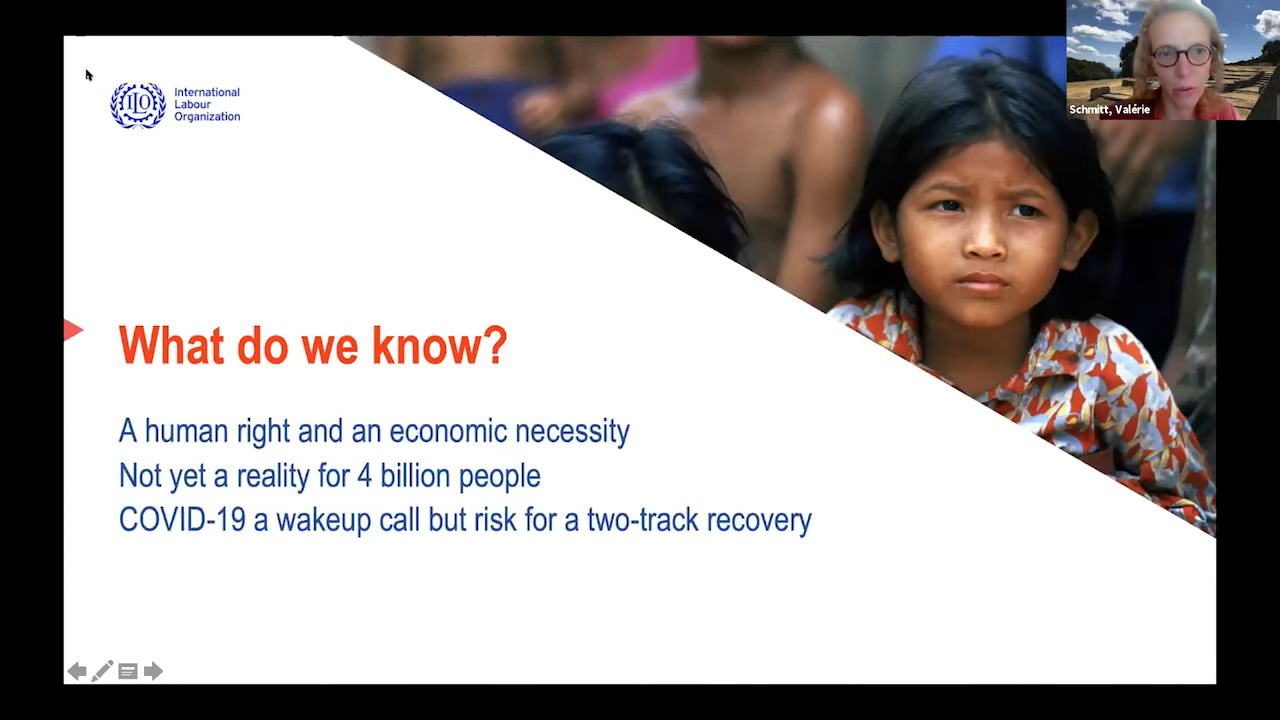 ILO
International
Labour
Organization
Schmitt, Valérie
What do we know?
A human right and an economic necessity
Not yet a reality for 4 billion people
COVID-19 a wakeup call but risk for a two-track recovery